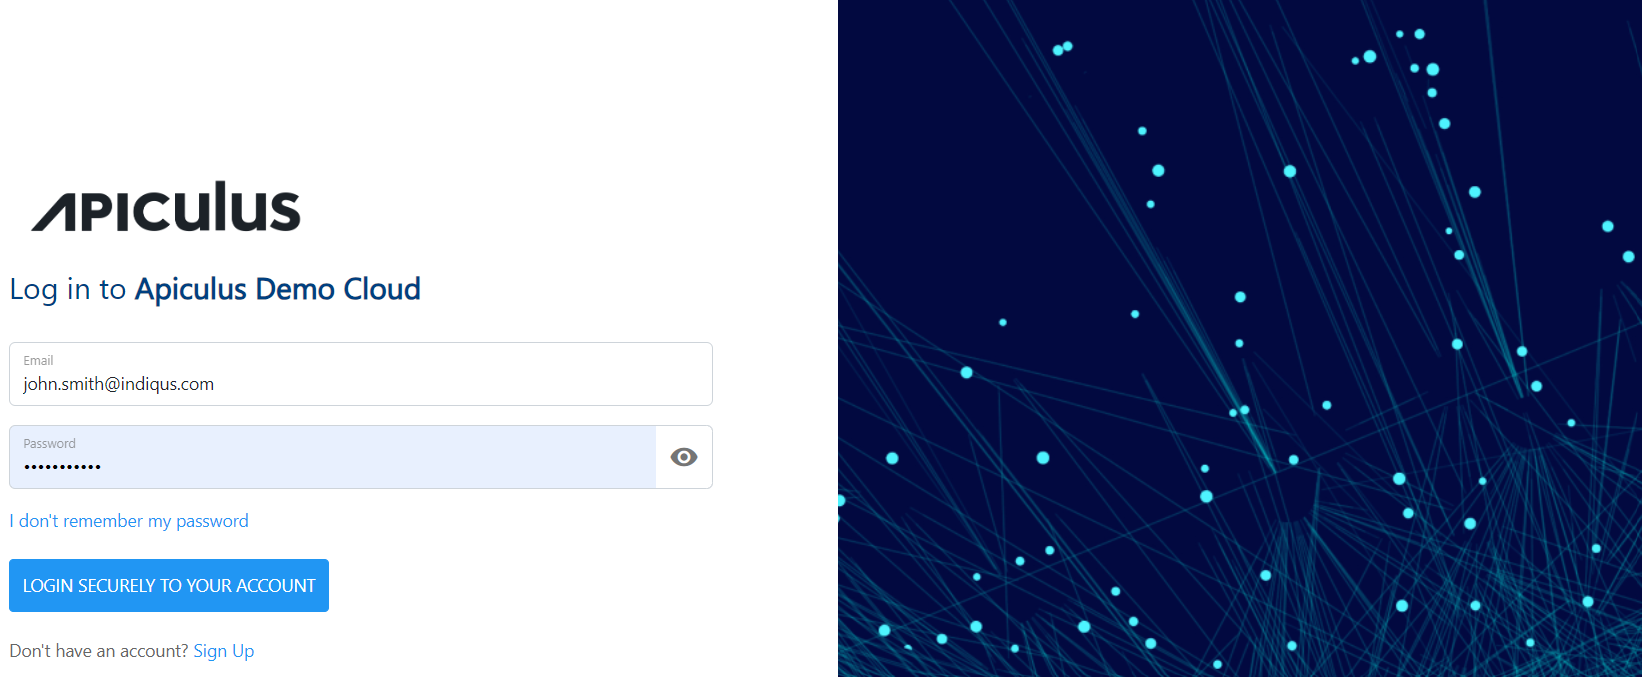 APICULUS
Log in to Apiculus Demo Cloud
Email
john.smith@indiqus.com
Password
•••••••••••
I don't remember my password
LOGIN SECURELY TO YOUR ACCOUNT
Don't have an account? Sign Up